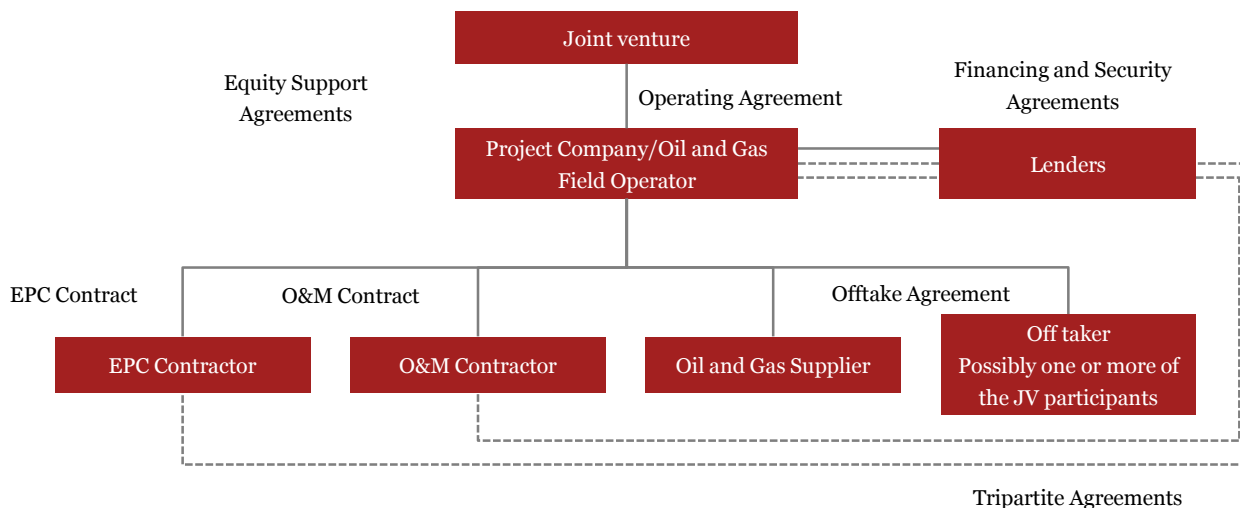 Joint venture
Equity Support
Agreements
Operating Agreement
Financing and Security
Agreements
Project Company/Oil and Gas
Field Operator
Lenders
EPC Contract
O&M Contract
Offtake Agreement
EPC Contractor
O&M Contractor
Oil and Gas Supplier
Off taker
Possibly one or more of
the JV participants
Tripartite Agreements